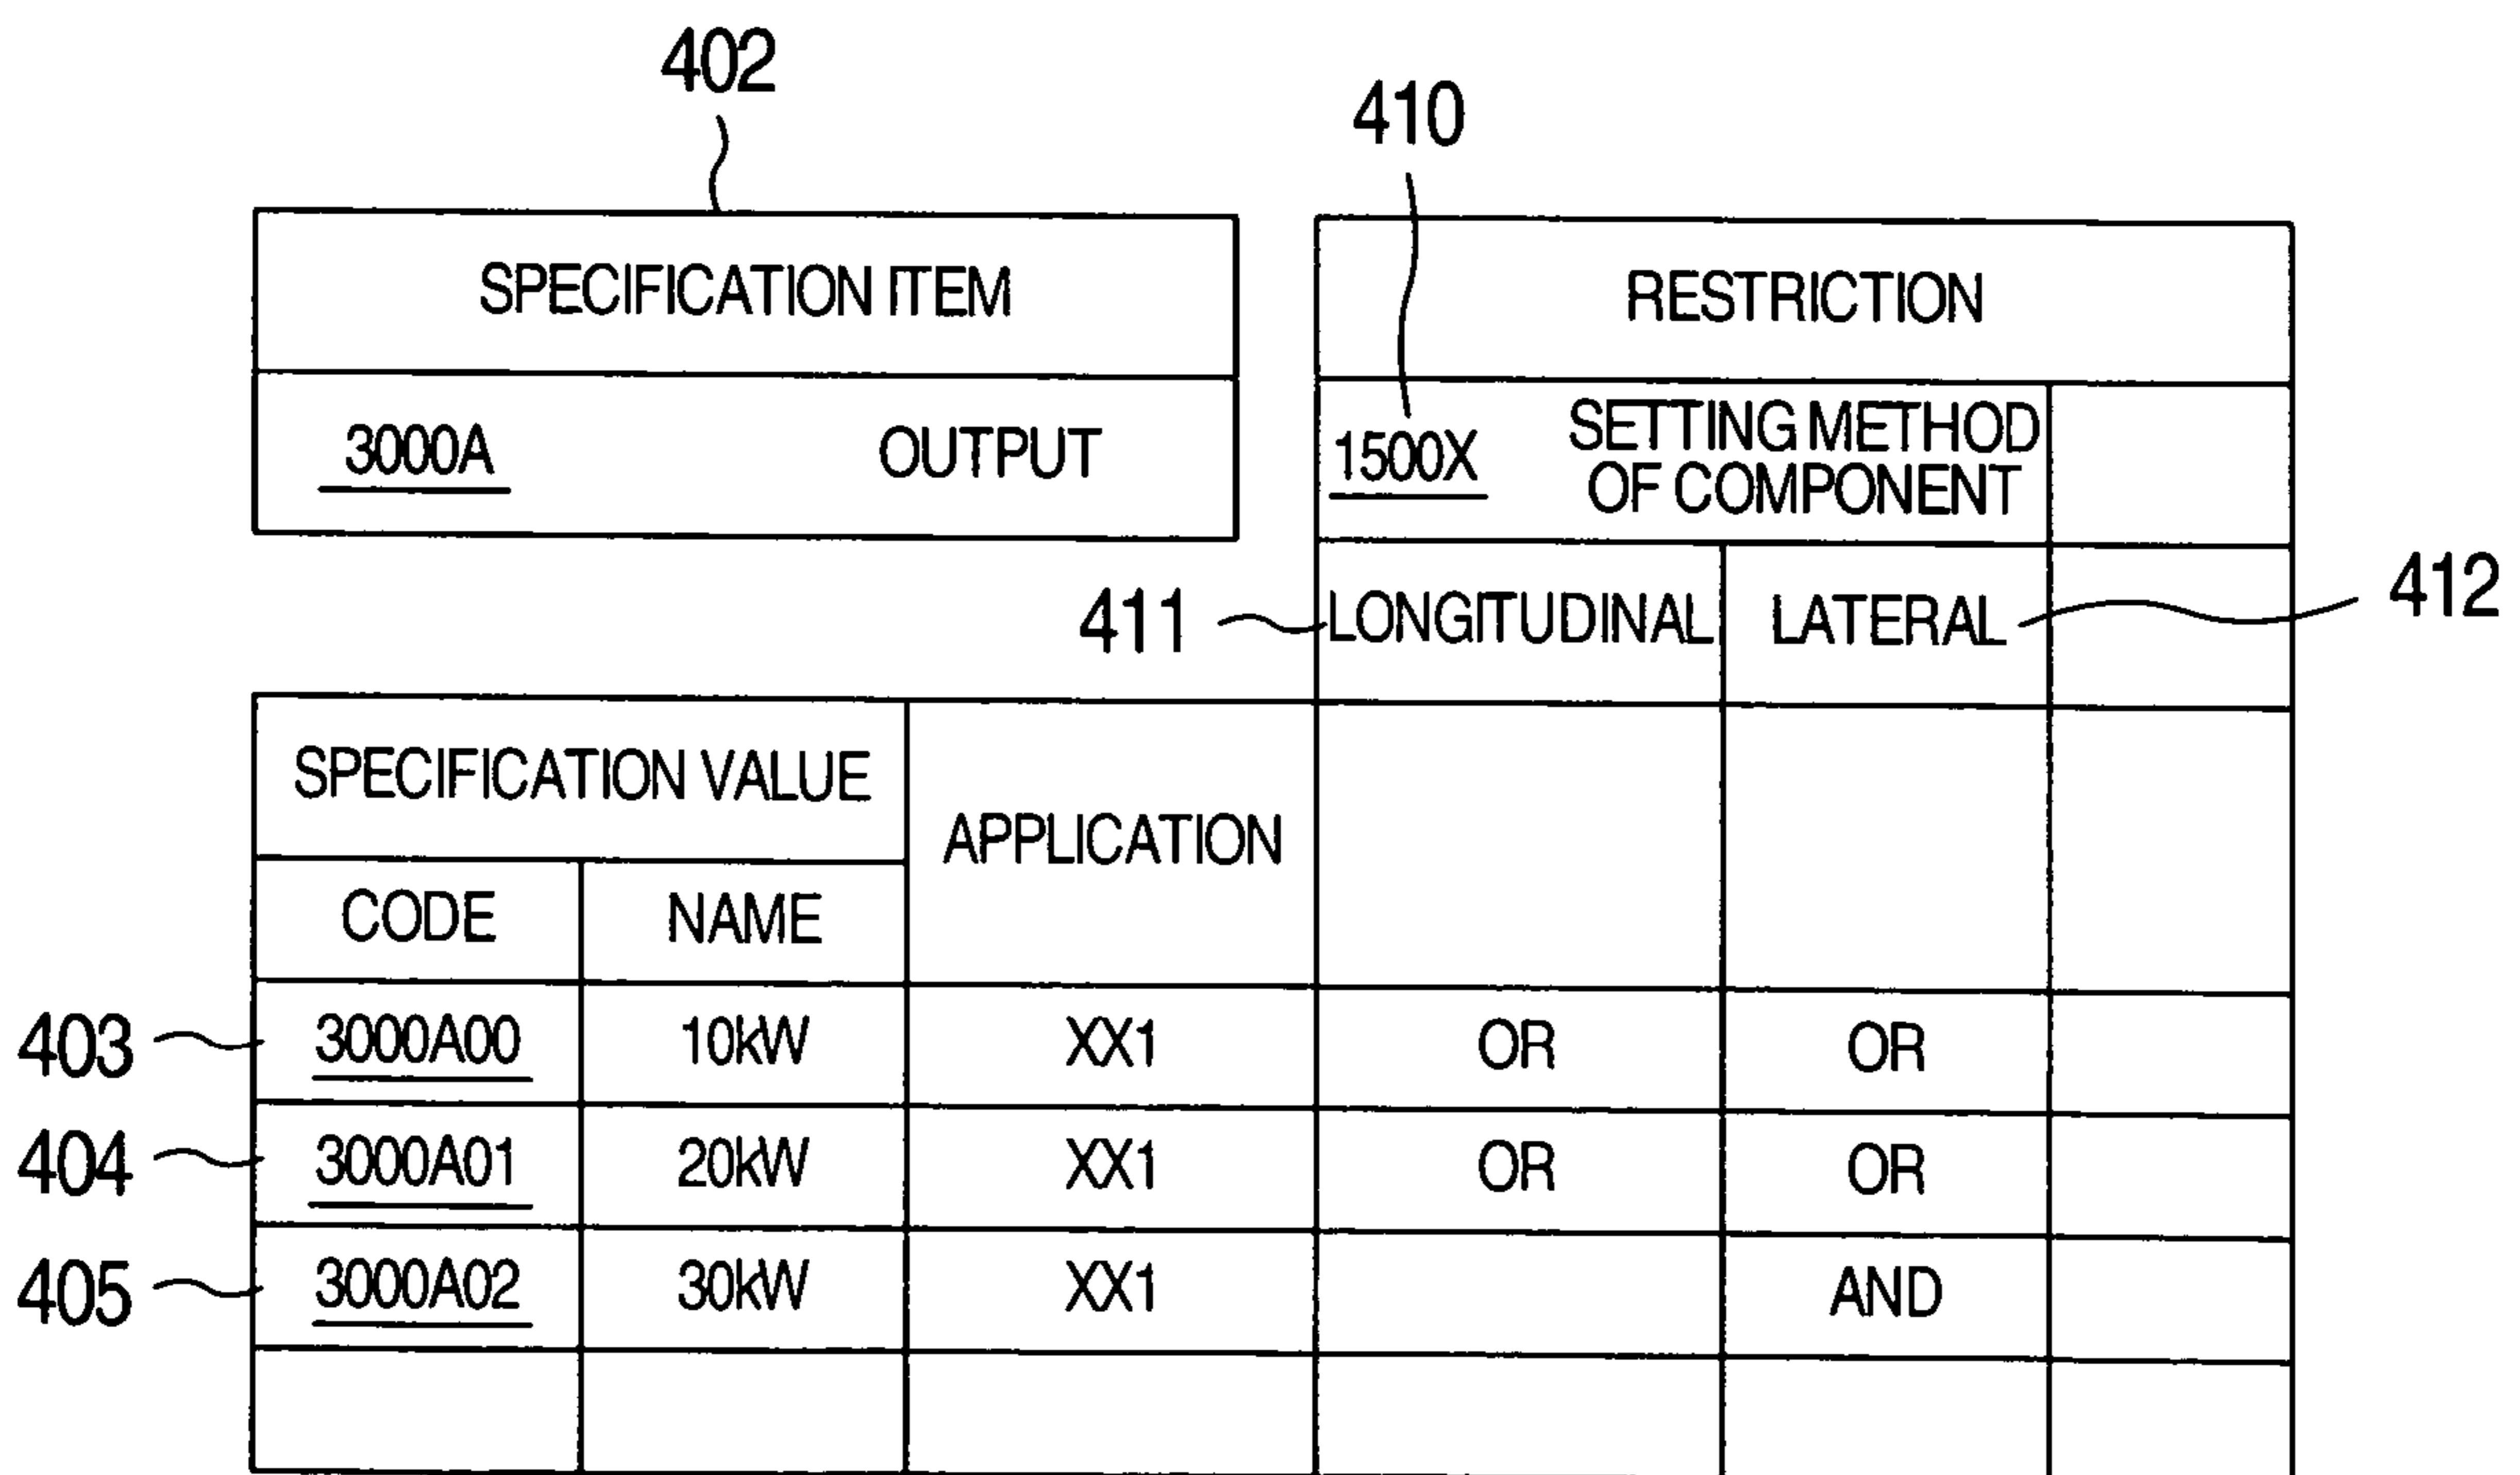 402
410
SPECIFICATION ITEM
RESTRICTION
3000A OUTPUT
1500X SETTING METHOD
OF COMPONENT
411 LONGITUDINAL LATERAL 412
SPECIFICATION VALUE
APPLICATION
CODE NAME
403 3000A00 10kW XX1 OR OR
404 3000A01 20kW XX1 OR OR
405 3000A02 30kW XX1 AND